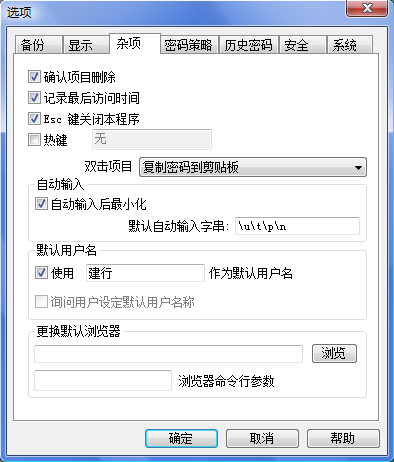 选项
备份 显示 杂项 密码策略 历史密码 安全 系统
确认项目删除
记录最后访问时间
Esc 键关闭本程序
热键 无
双击项目 复制密码到剪贴板
自动输入
自动输入后最小化
默认自动输入字串: \u\t\p\n
默认用户名
使用 建行 作为默认用户名
询问用户设定默认用户名称
更换默认浏览器
浏览
浏览器命令行参数
确定 取消 帮助